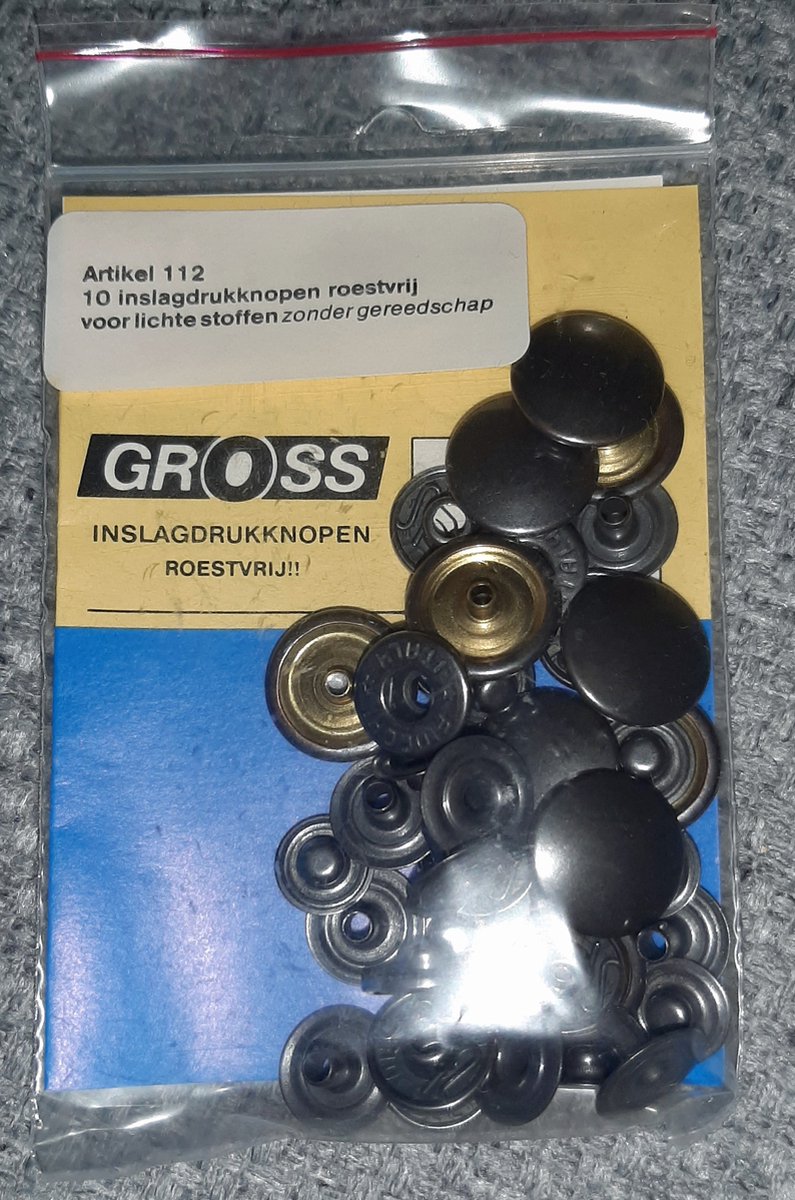 Artikel 112
10 inslagdrukknopen roestvrij
voor lichte stoffen zonder gereedschap
GROSS
INSLAGDRUKKNOPEN
ROESTVRIJ!!